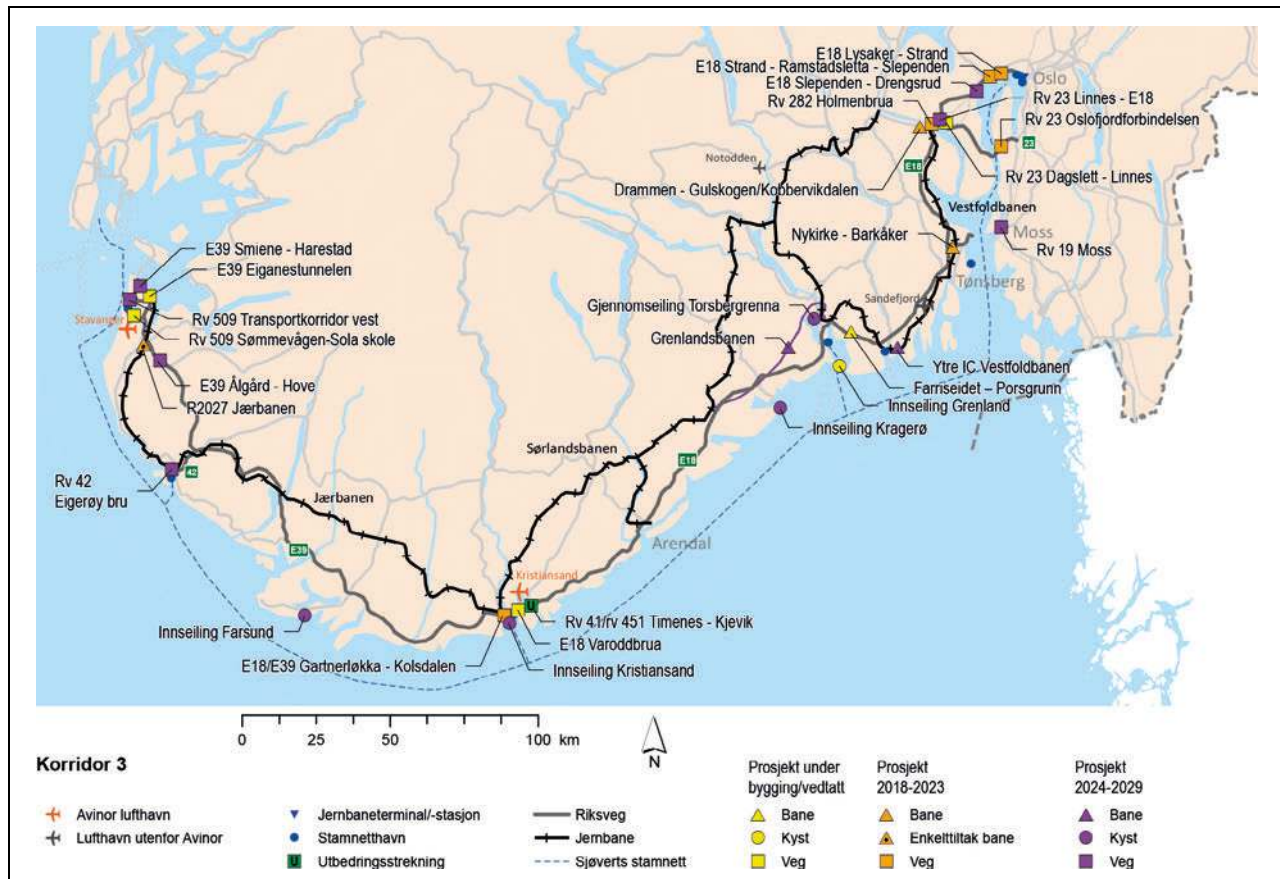 E18 Lysaker - Strand
E18 Strand - Ramstadsletta - Slependen
Oslo
E18 Slependen - Drengsrud
Rv 23 Linnes - E18
Rv 282 Holmenbrua
Rv 23 Oslofjordforbindelsen
23
Notodden
E18
Rv 23 Dagslett - Linnes
Drammen - Gulskogen/Kobbervikdalen
Vestfoldbanen
Moss
Nykirke - Barkåker
Rv 19 Moss
E39 Smiene - Harestad
E39 Eiganestunnelen
Tønsberg
Gjennomseiling Torsbergrenna
Sandefjord
Stavanger
Rv 509 Transportkorridor vest
Rv 509 Sømmevågen-Sola skole
Grenlandsbanen
Ytre IC Vestfoldbanen
E39 Ålgård - Hove
Farriseidet – Porsgrunn
R2027 Jærbanen
Innseiling Grenland
Innseiling Kragerø
Sørlandsbanen
E18
Rv 42
Eigerøy bru
42
Jærbanen
Arendal
E39
Kristiansand
U
Rv 41/rv 451 Timenes - Kjevik
Innseiling Farsund
E18 Varoddbrua
E18/E39 Gartnerløkka - Kolsdalen
Innseiling Kristiansand
0 25 50 100 km
N
Korridor 3
Avinor lufthavn
Lufthavn utenfor Avinor
Jernbaneterminal/-stasjon
Stamnetthavn
U Utbedringsstrekning
Riksveg
Jernbane
Sjøverts stamnett
Prosjekt under
bygging/vedtatt
Bane
Kyst
Veg
Prosjekt
2018-2023
Bane
Enkelttiltak bane
Veg
Prosjekt
2024-2029
Bane
Kyst
Veg